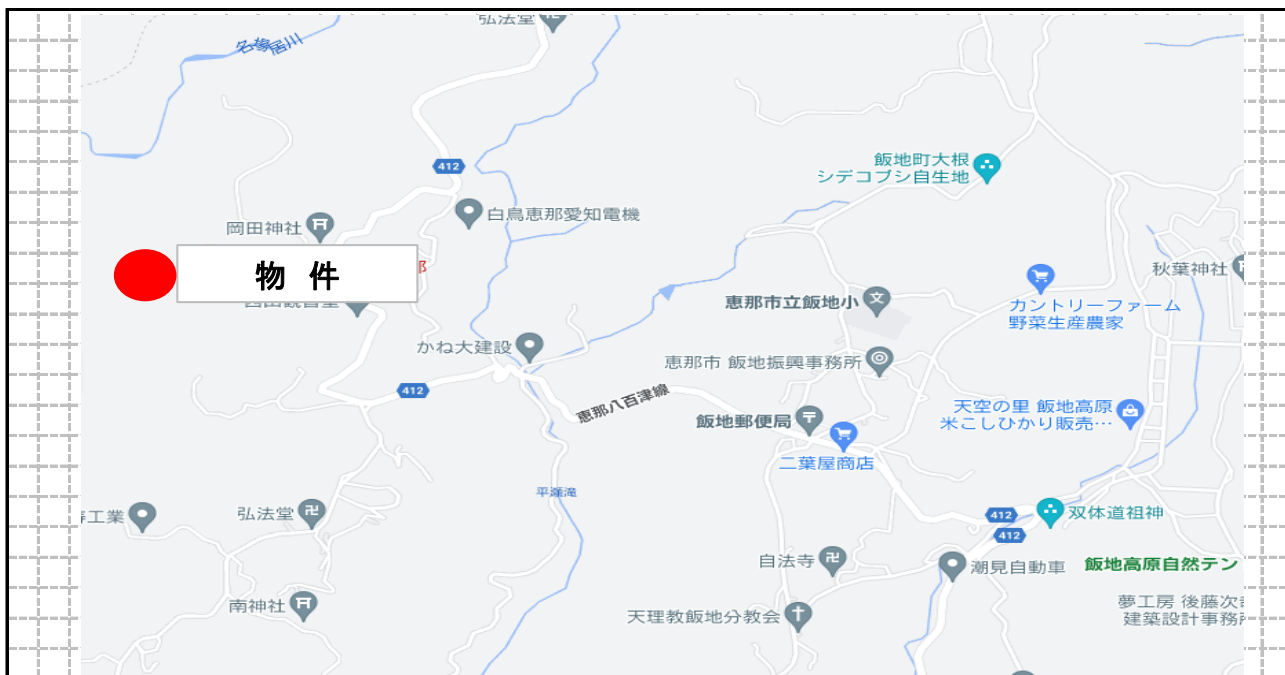 弘法堂
名場居川
412
飯地町大根
シデコブシ自生地
白鳥恵那愛知電機
岡田神社
物 件
秋葉神社
恵那市立飯地小
カントリーファーム
野菜生産農家
かね大建設
恵那市 飯地振興事務所
412
恵那八百津線
天空の里 飯地高原
米こしひかり販売…
飯地郵便局
二葉屋商店
弘法堂
工業
412
双体道祖神
412
自法寺
潮見自動車
飯地高原自然テン
南神社
天理教飯地分教会
夢工房 後藤次
建築設計事務所